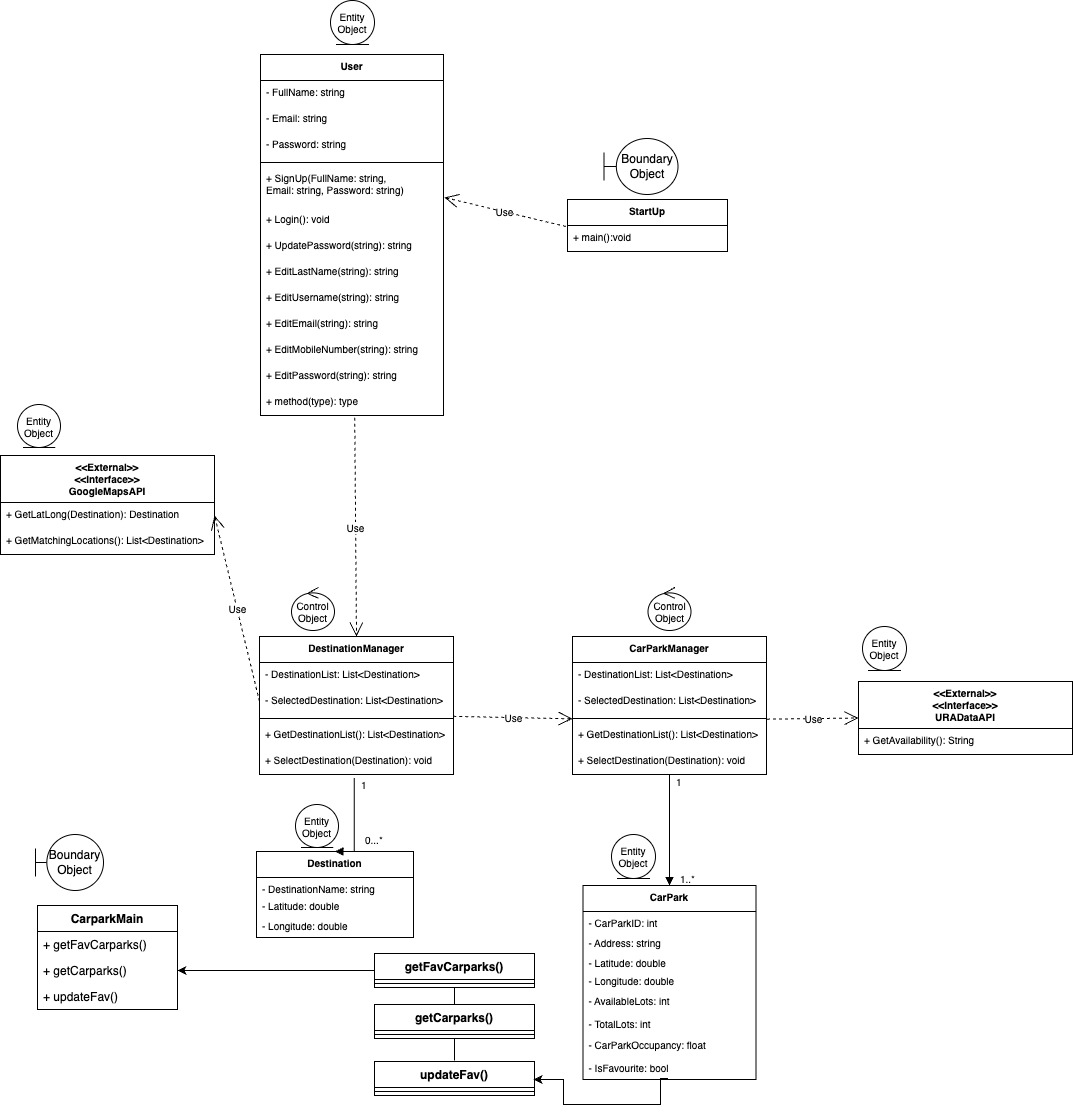 Entity
Object
User
- FullName: string
- Email: string
- Password: string
+ SignUp(FullName: string,
Email: string, Password: string)
+ Login(): void
+ UpdatePassword(string): string
+ EditLastName(string): string
+ EditUsername(string): string
+ EditEmail(string): string
+ EditMobileNumber(string): string
+ EditPassword(string): string
+ method(type): type
Boundary
Object
StartUp
+ main():void
Use
Entity
Object
<<External>>
<<Interface>>
GoogleMapsAPI
+ GetLatLong(Destination): Destination
+ GetMatchingLocations(): List<Destination>
Use
Use
Control
Object
DestinationManager
- DestinationList: List<Destination>
- SelectedDestination: List<Destination>
+ GetDestinationList(): List<Destination>
+ SelectDestination(Destination): void
Use
Control
Object
CarParkManager
- DestinationList: List<Destination>
- SelectedDestination: List<Destination>
+ GetDestinationList(): List<Destination>
+ SelectDestination(Destination): void
Use
Entity
Object
<<External>>
<<Interface>>
URADataAPI
+ GetAvailability(): String
1
0...*
Entity
Object
Destination
- DestinationName: string
- Latitude: double
- Longitude: double
1
1..*
Entity
Object
CarPark
- CarParkID: int
- Address: string
- Latitude: double
- Longitude: double
- AvailableLots: int
- TotalLots: int
- CarParkOccupancy: float
- IsFavourite: bool
Boundary
Object
CarparkMain
+ getFavCarparks()
+ getCarparks()
+ updateFav()
getFavCarparks()
getCarparks()
updateFav()